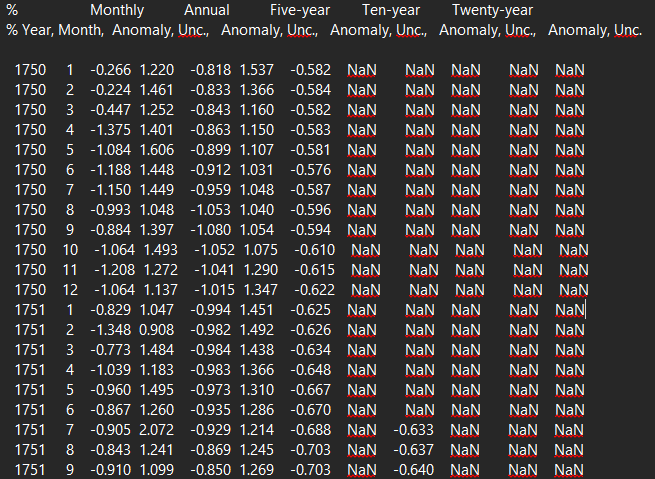 % Monthly Annual Five-year Ten-year Twenty-year
% Year, Month, Anomaly, Unc., Anomaly, Unc., Anomaly, Unc., Anomaly, Unc., Anomaly, Unc.
1750 1 -0.266 1.220 -0.818 1.537 -0.582 NaN NaN NaN NaN NaN
1750 2 -0.224 1.461 -0.833 1.366 -0.584 NaN NaN NaN NaN NaN
1750 3 -0.447 1.252 -0.843 1.160 -0.582 NaN NaN NaN NaN NaN
1750 4 -1.375 1.401 -0.863 1.150 -0.583 NaN NaN NaN NaN NaN
1750 5 -1.084 1.606 -0.899 1.107 -0.581 NaN NaN NaN NaN NaN
1750 6 -1.188 1.448 -0.912 1.031 -0.576 NaN NaN NaN NaN NaN
1750 7 -1.150 1.449 -0.959 1.048 -0.587 NaN NaN NaN NaN NaN
1750 8 -0.993 1.048 -1.053 1.040 -0.596 NaN NaN NaN NaN NaN
1750 9 -0.884 1.397 -1.080 1.054 -0.594 NaN NaN NaN NaN NaN
1750 10 -1.064 1.493 -1.052 1.075 -0.610 NaN NaN NaN NaN NaN
1750 11 -1.208 1.272 -1.041 1.290 -0.615 NaN NaN NaN NaN NaN
1750 12 -1.064 1.137 -1.015 1.347 -0.622 NaN NaN NaN NaN NaN
1751 1 -0.829 1.047 -0.994 1.451 -0.625 NaN NaN NaN NaN NaN
1751 2 -1.348 0.908 -0.982 1.492 -0.626 NaN NaN NaN NaN NaN
1751 3 -0.773 1.484 -0.984 1.438 -0.634 NaN NaN NaN NaN NaN
1751 4 -1.039 1.183 -0.983 1.366 -0.648 NaN NaN NaN NaN NaN
1751 5 -0.960 1.495 -0.973 1.310 -0.667 NaN NaN NaN NaN NaN
1751 6 -0.867 1.260 -0.935 1.286 -0.670 NaN NaN NaN NaN NaN
1751 7 -0.905 2.072 -0.929 1.214 -0.688 NaN -0.633 NaN NaN NaN
1751 8 -0.843 1.241 -0.869 1.245 -0.703 NaN -0.637 NaN NaN NaN
1751 9 -0.910 1.099 -0.850 1.269 -0.703 NaN -0.640 NaN NaN NaN